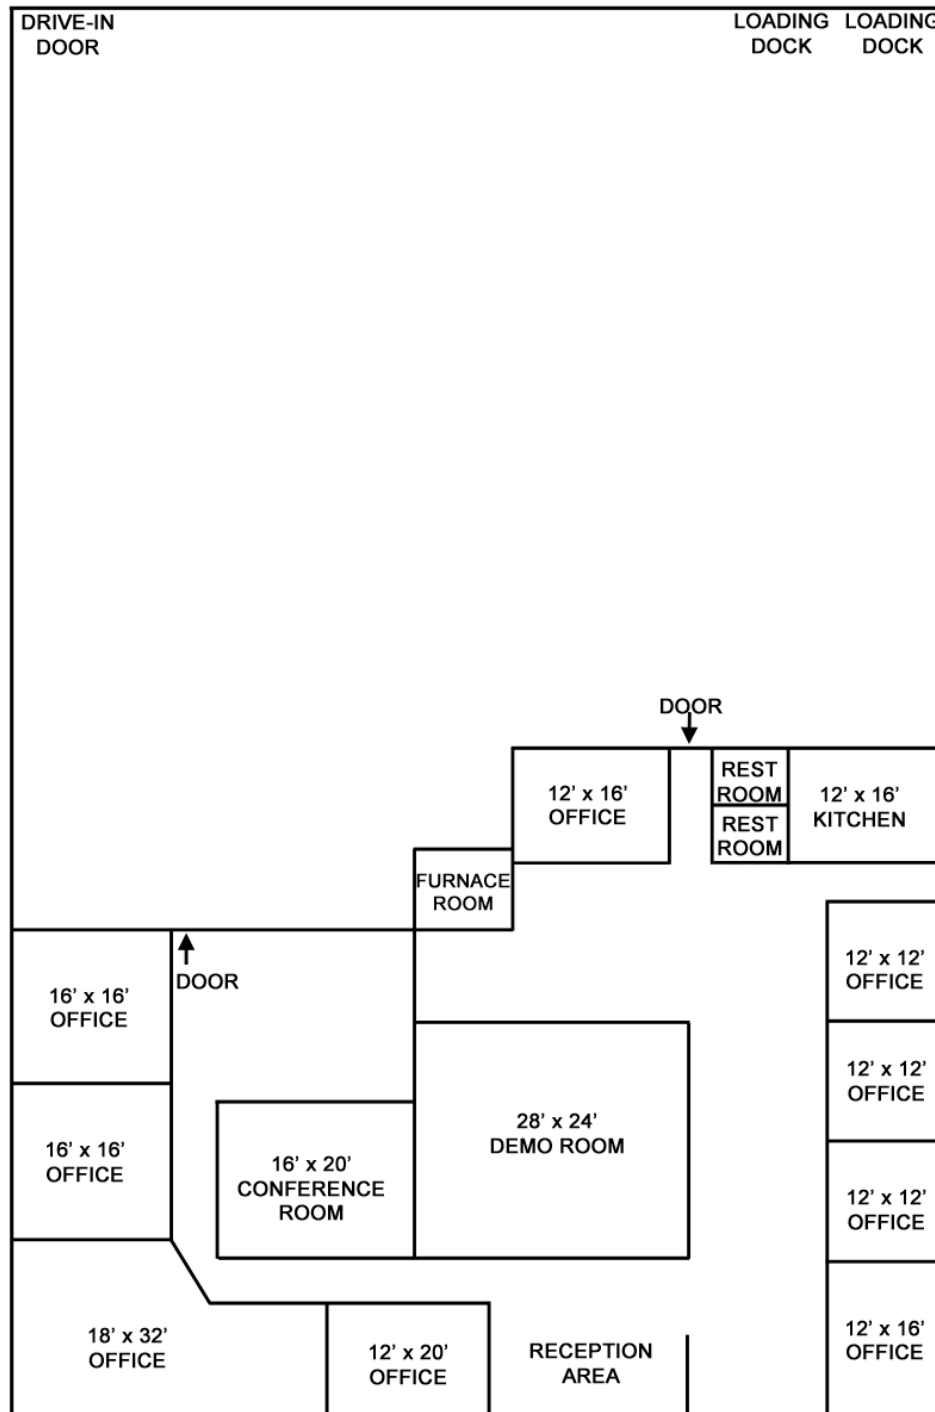 DRIVE-IN
DOOR
LOADING
DOCK
LOADING
DOCK
DOOR
12’ x 16’
OFFICE
REST
ROOM
REST
ROOM
12’ x 16’
KITCHEN
FURNACE
ROOM
DOOR
16’ x 16’
OFFICE
12’ x 12’
OFFICE
12’ x 12’
OFFICE
16’ x 16’
OFFICE
28’ x 24’
DEMO ROOM
16’ x 20’
CONFERENCE
ROOM
12’ x 12’
OFFICE
18’ x 32’
OFFICE
12’ x 20’
OFFICE
RECEPTION
AREA
12’ x 16’
OFFICE